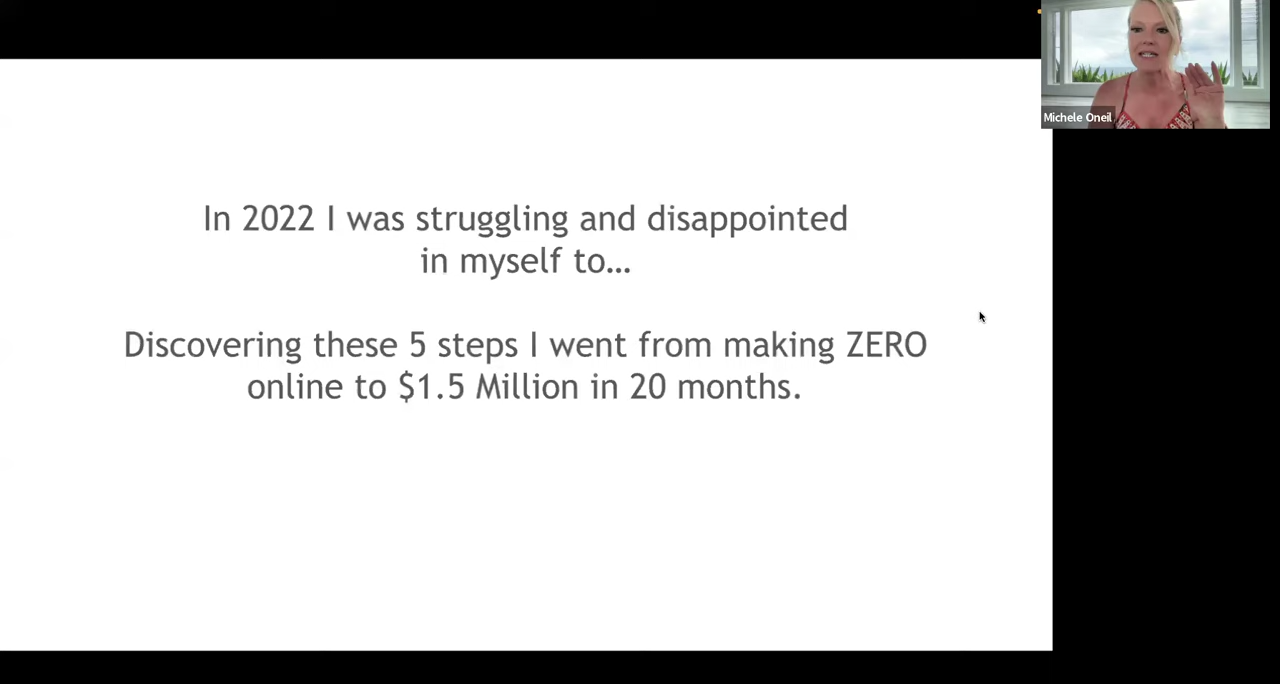 Michele Oneil
In 2022 I was struggling and disappointed
in myself to...
Discovering these 5 steps I went from making ZERO
online to $1.5 Million in 20 months.